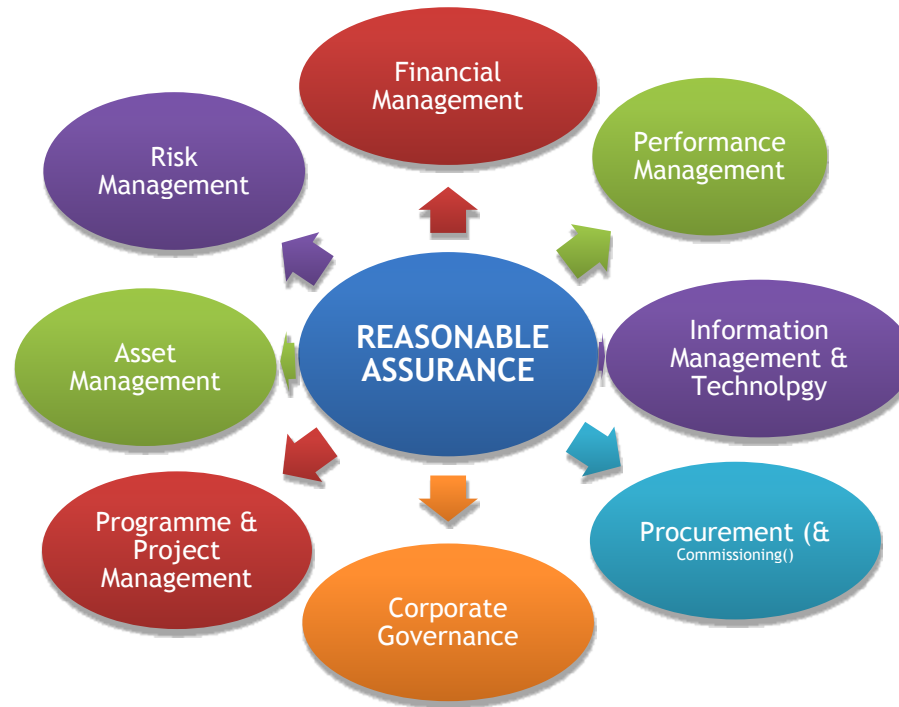 Financial
Management
Performance
Management
Information
Management &
Technolpgy
Procurement (&
Commissioning()
Corporate
Governance
Programme &
Project
Management
Asset
Management
Risk
Management
REASONABLE
ASSURANCE